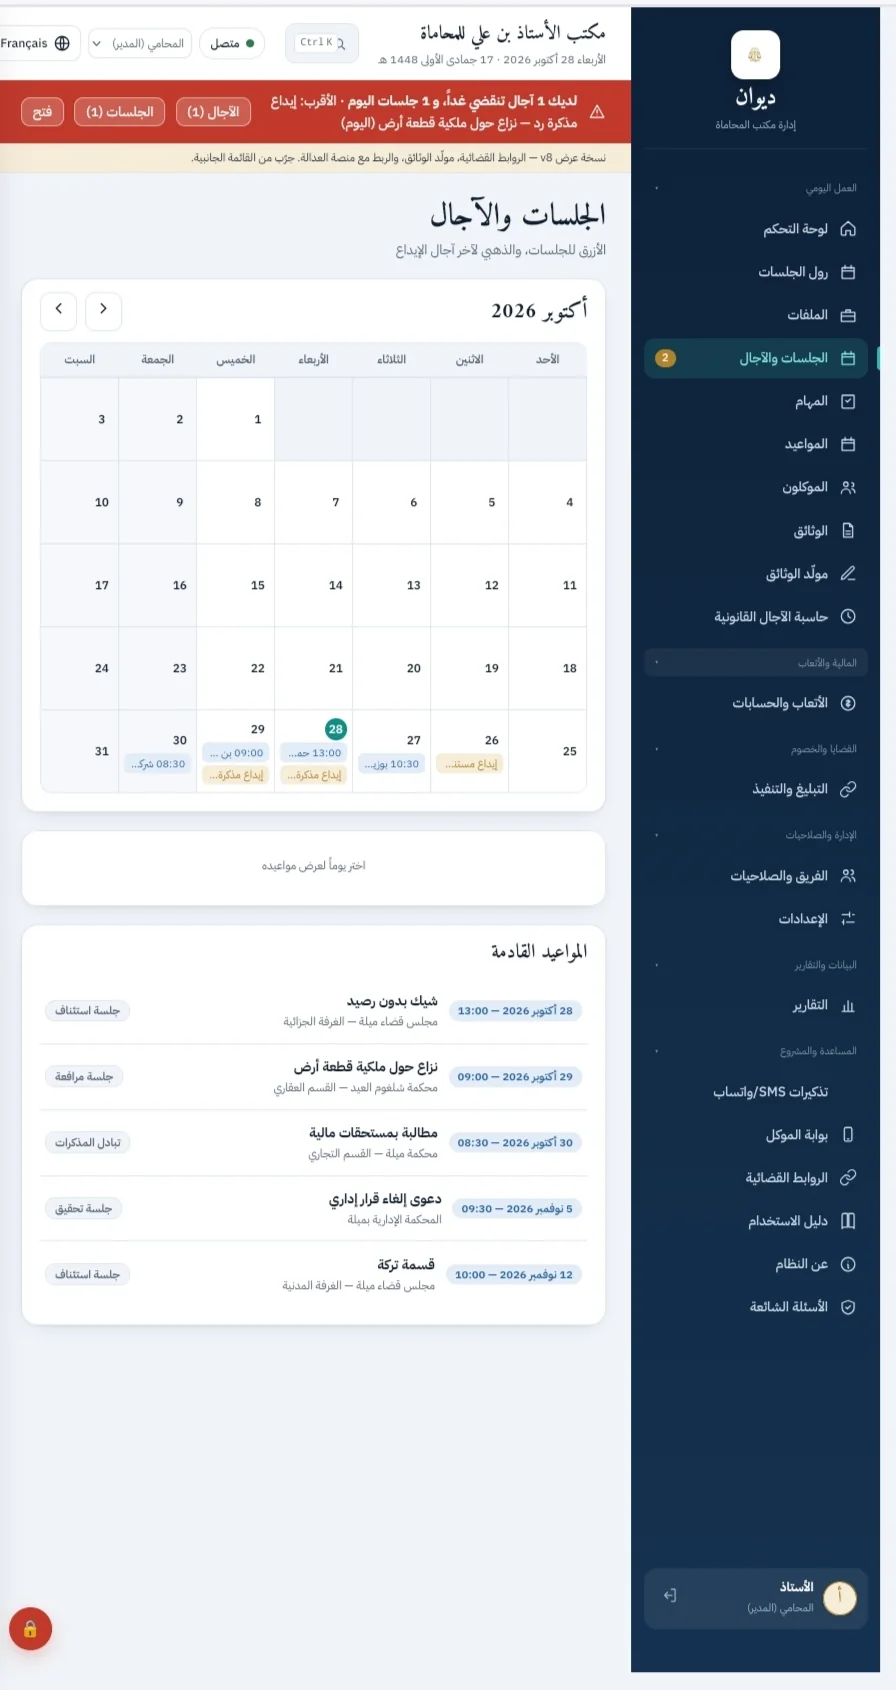 ديوان
إدارة مكتب المحاماة
العمل اليومي
لوحة التحكم
رول الجلسات
الملفات
الجلسات والآجال 2
المهام
المواعيد
الموكلون
الوثائق
مولّد الوثائق
حاسبة الآجال القانونية
المالية والأتعاب
الأتعاب والحسابات
القضايا والخصوم
التبليغ والتنفيذ
الإدارة والصلاحيات
الفريق والصلاحيات
الإعدادات
البيانات والتقارير
التقارير
المساعدة والمشروع
تذكيرات SMS/واتساب
بوابة الموكل
الروابط القضائية
دليل الاستخدام
عن النظام
الأسئلة الشائعة
أ
الأستاذ
المحامي (المدير)
مكتب الأستاذ بن علي للمحاماة
الأربعاء 28 أكتوبر 2026 · 17 جمادى الأولى 1448 هـ
Ctrl K
متصل
المحامي (المدير)
Français
لديك 1 آجال تنقضي غداً، و 1 جلسات اليوم · الأقرب: إيداع
مذكرة رد — نزاع حول ملكية قطعة أرض (اليوم)
الآجال (1)
الجلسات (1)
فتح
نسخة عرض v8 — الروابط القضائية، مولّد الوثائق، والربط مع منصة العدالة. جرّب من القائمة الجانبية.
الجلسات والآجال
الأزرق للجلسات، والذهبي لآخر آجال الإيداع
أكتوبر 2026
الأحد الاثنين الثلاثاء الأربعاء الخميس الجمعة السبت
1 2 3
4 5 6 7 8 9 10
11 12 13 14 15 16 17
18 19 20 21 22 23 24
25 26 27 28 29 30 31
إيداع مستند...
10:30 بوزيـ...
13:00 حمـ...
إيداع مذكرة...
09:00 بن ...
إيداع مذكرة...
08:30 شركـ...
اختر يوماً لعرض مواعيده
المواعيد القادمة
28 أكتوبر 2026 — 13:00
شيك بدون رصيد
مجلس قضاء ميلة — الغرفة الجزائية
جلسة استئناف
29 أكتوبر 2026 — 09:00
نزاع حول ملكية قطعة أرض
محكمة شلغوم العيد — القسم العقاري
جلسة مرافعة
30 أكتوبر 2026 — 08:30
مطالبة بمستحقات مالية
محكمة ميلة — القسم التجاري
تبادل المذكرات
5 نوفمبر 2026 — 09:30
دعوى إلغاء قرار إداري
المحكمة الإدارية بميلة
جلسة تحقيق
12 نوفمبر 2026 — 10:00
قسمة تركة
مجلس قضاء ميلة — الغرفة المدنية
جلسة استئناف